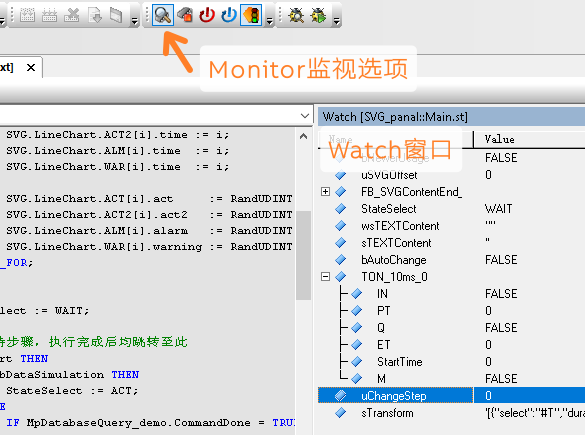 Monitor监视选项
xt]
Watch [SVG_panal::Main.st]
Name Value
Watch窗口
FALSE
uSVGOffset 0
FB_SVGContentEnd_
StateSelect WAIT
wsTEXTContent ""
sTEXTContent "
bAutoChange FALSE
TON_10ms_0
IN FALSE
PT 0
Q FALSE
ET 0
StartTime 0
M FALSE
uChangeStep 0
sTransform '[{"select":"#T","dura
SVG.LineChart.ACT2[i].time := i;
SVG.LineChart.ALM[i].time := i;
SVG.LineChart.WAR[i].time := i;
SVG.LineChart.ACT[i].act := RandUDINT
SVG.LineChart.ACT2[i].act2 := RandUDINT
SVG.LineChart.ALM[i].alarm := RandUDINT
SVG.LineChart.WAR[i].warning := RandUDINT
_FOR;
lect := WAIT;
步骤，执行完成后均跳转至此
rt THEN
bDataSimulation THEN
StateSelect := ACT;
E
IF MpDatabaseQuery_demo.CommandDone = TRU